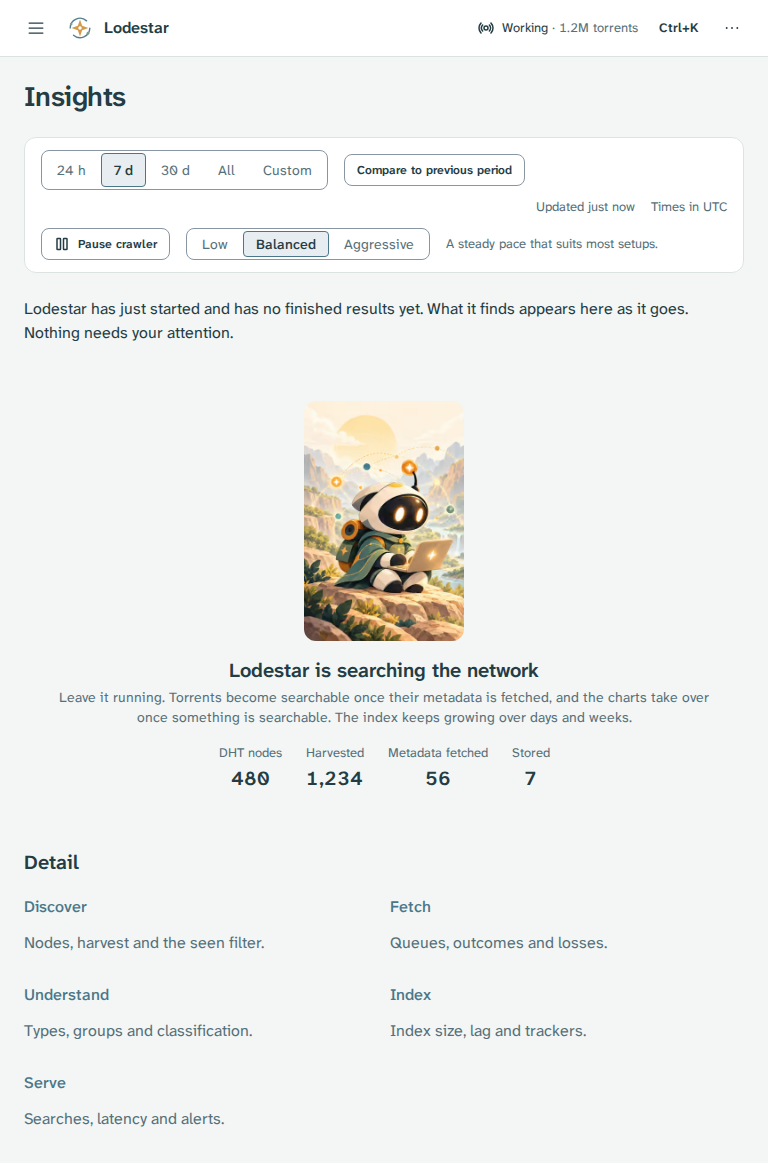 Lodestar
Working · 1.2M torrents
Ctrl+K
Insights
24 h 7 d 30 d All Custom
Compare to previous period
Updated just now Times in UTC
Pause crawler
Low Balanced Aggressive
A steady pace that suits most setups.
Lodestar has just started and has no finished results yet. What it finds appears here as it goes.
Nothing needs your attention.
Lodestar is searching the network
Leave it running. Torrents become searchable once their metadata is fetched, and the charts take over
once something is searchable. The index keeps growing over days and weeks.
DHT nodes Harvested Metadata fetched Stored
480 1,234 56 7
Detail
Discover
Nodes, harvest and the seen filter.
Fetch
Queues, outcomes and losses.
Understand
Types, groups and classification.
Index
Index size, lag and trackers.
Serve
Searches, latency and alerts.